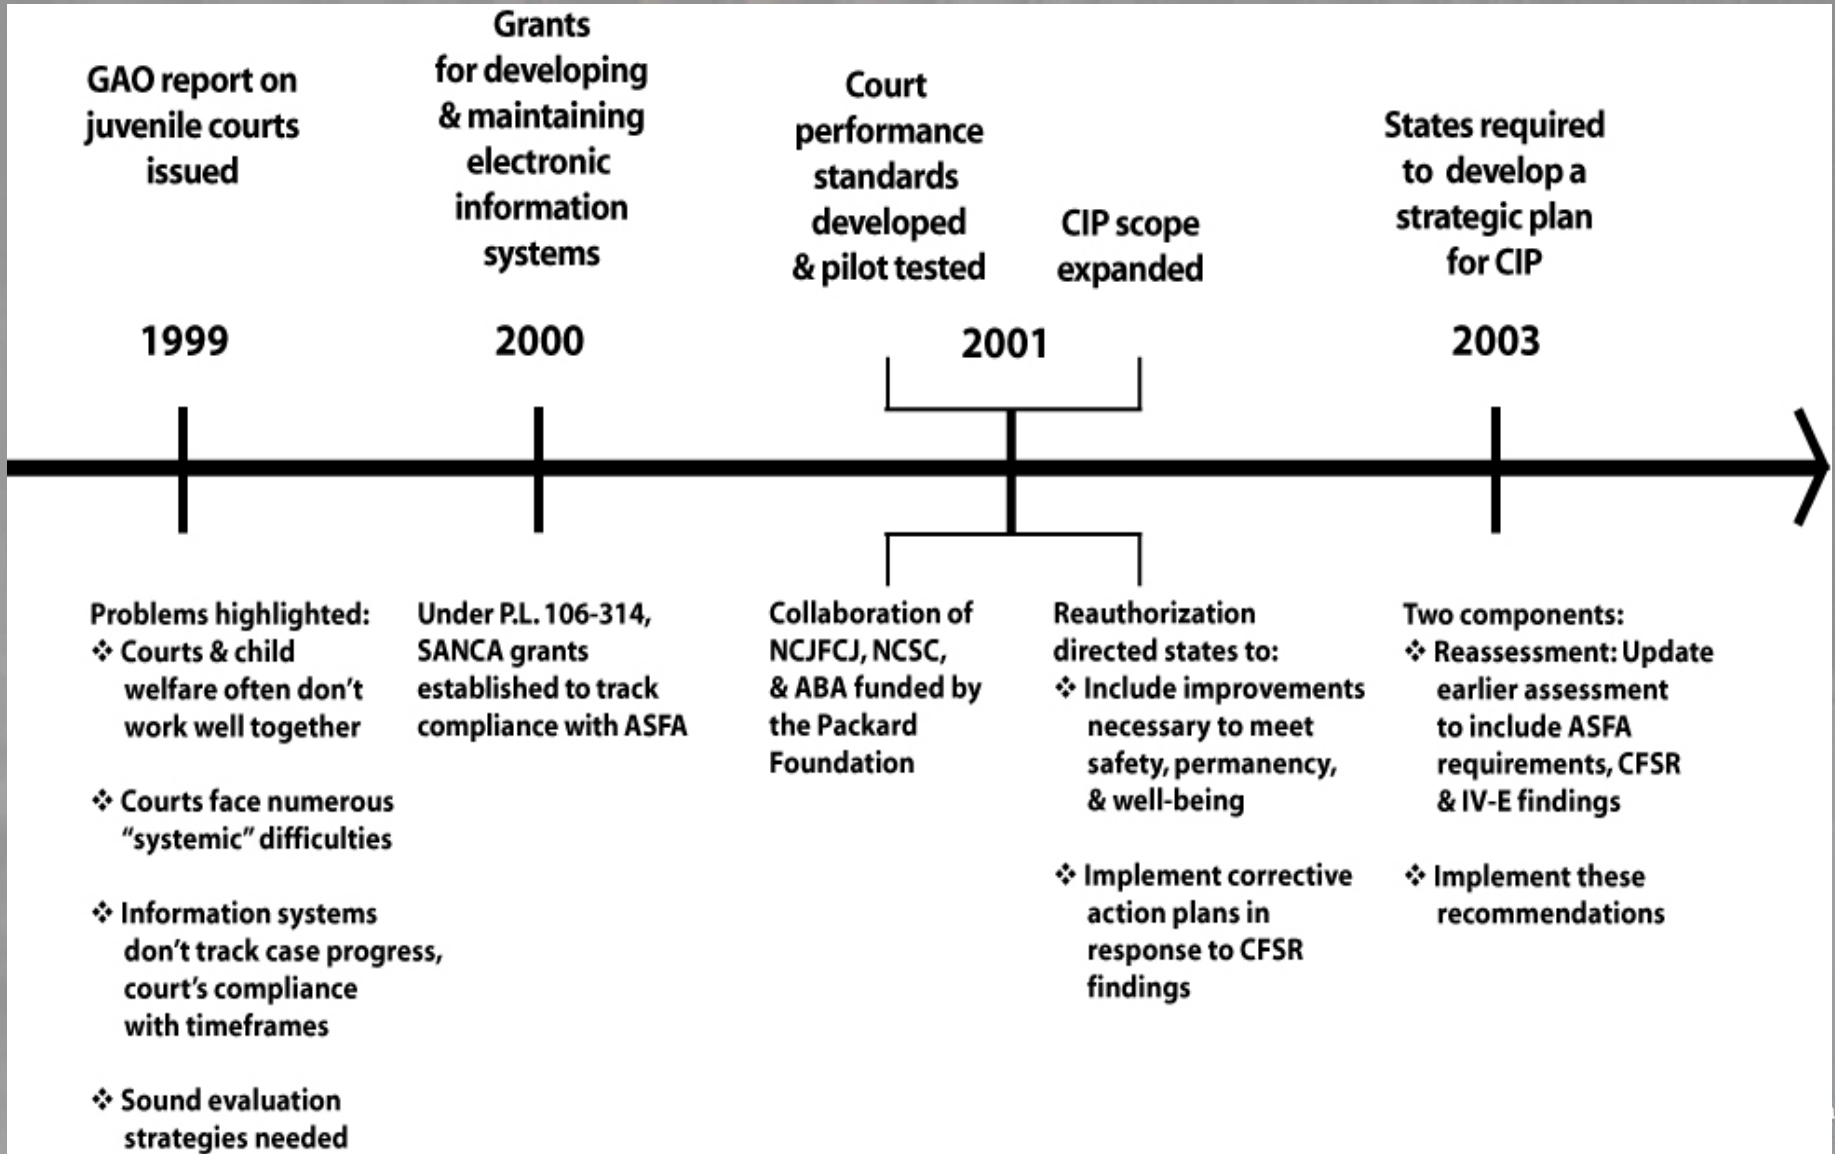 GAO report on
juvenile courts
issued
1999
Problems highlighted:
❖ Courts & child
welfare often don't
work well together
❖ Courts face numerous
"systemic" difficulties
❖ Information systems
don't track case progress,
court's compliance
with timeframes
❖ Sound evaluation
strategies needed
Grants
for developing
& maintaining
electronic
information
systems
2000
Under P.L. 106-314,
SANCA grants
established to track
compliance with ASFA
Court
performance
standards
developed
& pilot tested
CIP scope
expanded
2001
Collaboration of
NCJFCJ, NCSC,
& ABA funded by
the Packard
Foundation
Reauthorization
directed states to:
❖ Include improvements
necessary to meet
safety, permanency,
& well-being
❖ Implement corrective
action plans in
response to CFSR
findings
States required
to develop a
strategic plan
for CIP
2003
Two components:
❖ Reassessment: Update
earlier assessment
to include ASFA
requirements, CFSR
& IV-E findings
❖ Implement these
recommendations